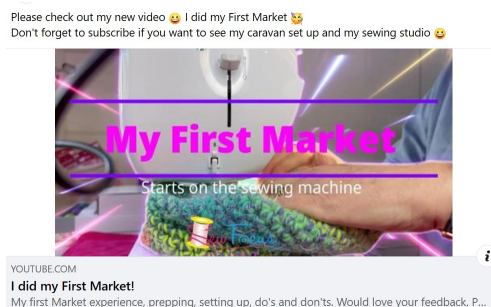 Please check out my new video 😀 I did my First Market 🥳
Don't forget to subscribe if you want to see my caravan set up and my sewing studio 😀
My First Market
Starts on the sewing machine
YOUTUBE.COM
I did my First Market!
My first Market experience, prepping, setting up, do's and don'ts. Would love your feedback. P...